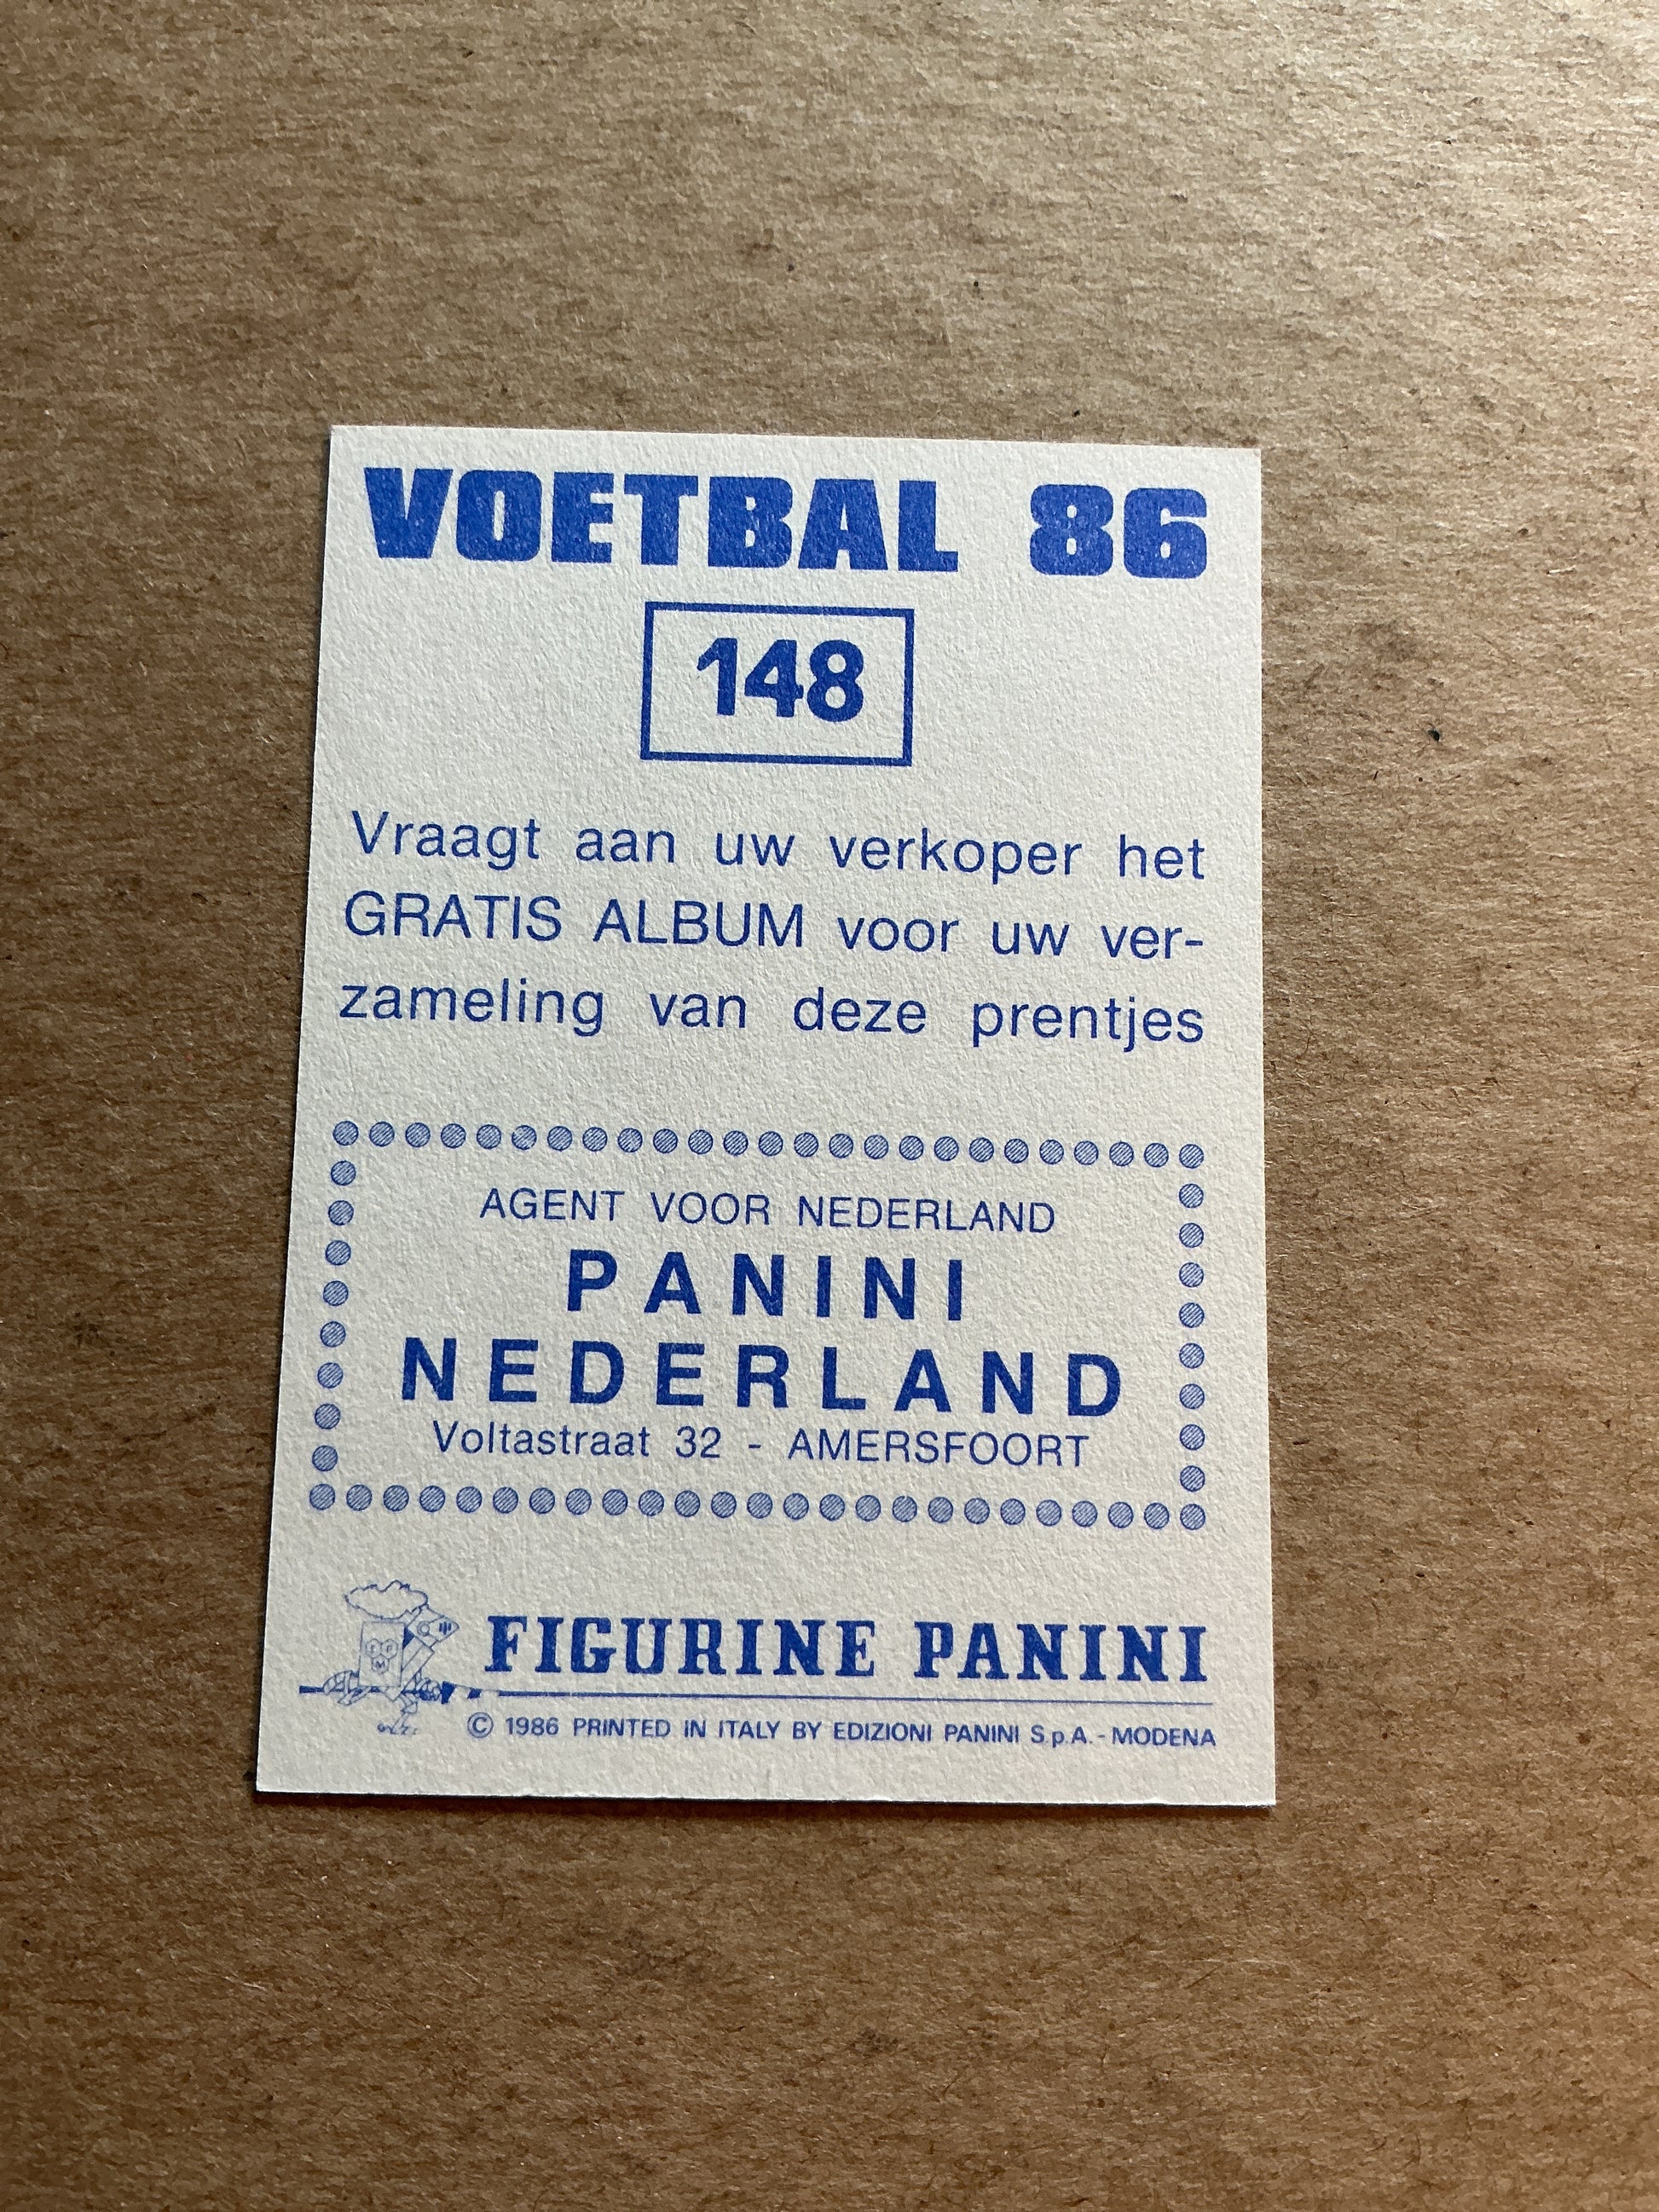 VOETBAL 86
148
Vraagt aan uw verkoper het
GRATIS ALBUM voor uw ver-
zameling van deze prentjes
AGENT VOOR NEDERLAND
PANINI
NEDERLAND
Voltastraat 32 - AMERSFOORT
FIGURINE PANINI
© 1986 PRINTED IN ITALY BY EDIZIONI PANINI S.p.A. - MODENA